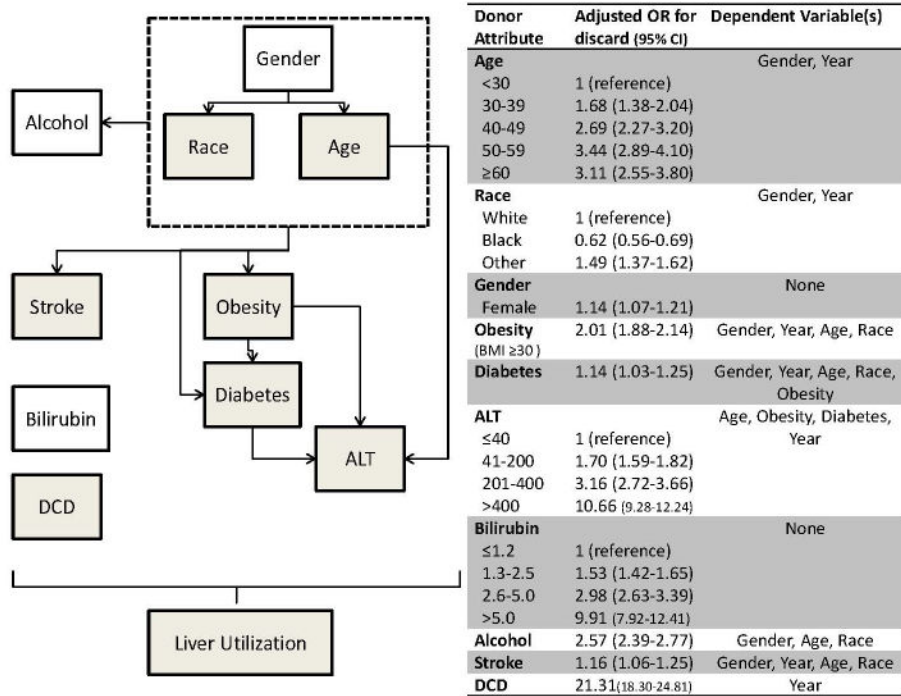 Gender
Alcohol
Race
Age
Stroke
Obesity
Diabetes
Bilirubin
ALT
DCD
Liver Utilization
Donor Attribute Adjusted OR for discard (95% CI) Dependent Variable(s)
Age Gender, Year
<30 1 (reference)
30-39 1.68 (1.38-2.04)
40-49 2.69 (2.27-3.20)
50-59 3.44 (2.89-4.10)
≥60 3.11 (2.55-3.80)
Race Gender, Year
White 1 (reference)
Black 0.62 (0.56-0.69)
Other 1.49 (1.37-1.62)
Gender None
Female 1.14 (1.07-1.21)
Obesity 2.01 (1.88-2.14) Gender, Year, Age, Race
(BMI ≥30 )
Diabetes 1.14 (1.03-1.25) Gender, Year, Age, Race,
Obesity
ALT Age, Obesity, Diabetes,
≤40 1 (reference) Year
41-200 1.70 (1.59-1.82)
201-400 3.16 (2.72-3.66)
>400 10.66 (9.28-12.24)
Bilirubin None
≤1.2 1 (reference)
1.3-2.5 1.53 (1.42-1.65)
2.6-5.0 2.98 (2.63-3.39)
>5.0 9.91 (7.92-12.41)
Alcohol 2.57 (2.39-2.77) Gender, Age, Race
Stroke 1.16 (1.06-1.25) Gender, Year, Age, Race
DCD 21.31(18.30-24.81) Year